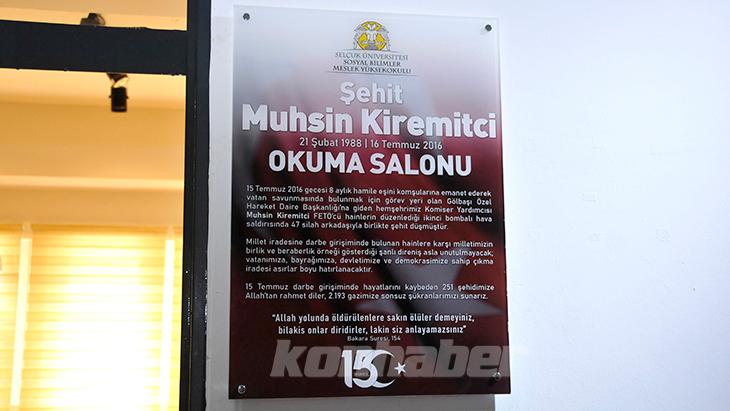 SELÇUK ÜNİVERSİTESİ
SOSYAL BİLİMLER
MESLEK YÜKSEKOKULU
Şehit
Muhsin Kiremitci
21 Şubat 1988 | 16 Temmuz 2016
OKUMA SALONU
15 Temmuz 2016 gecesi 8 aylık hamile eşini komşularına emanet ederek
vatan savunmasında bulunmak için görev yeri olan Gölbaşı Özel
Hareket Daire Başkanlığı'na giden hemşehrimiz Komiser Yardımcısı
Muhsin Kiremitci FETÖ'cü hainlerin düzenlediği ikinci bombalı hava
saldırısında 47 silah arkadaşıyla birlikte şehit düşmüştür.
Millet iradesine darbe girişiminde bulunan hainlere karşı milletimizin
birlik ve beraberlik örneği gösterdiği şanlı direniş asla unutulmayacak;
vatanımıza, bayrağımıza, devletimize ve demokrasimize sahip çıkma
iradesi asırlar boyu hatırlanacaktır.
15 Temmuz darbe girişiminde hayatlarını kaybeden 251 şehidimize
Allah'tan rahmet diler, 2.193 gazimize sonsuz şükranlarımızı sunarız.
"Allah yolunda öldürülenlere sakın ölüler demeyiniz,
bilakis onlar diridirler, lakin siz anlayamazsınız"
Bakara Suresi, 154
konhaber
15